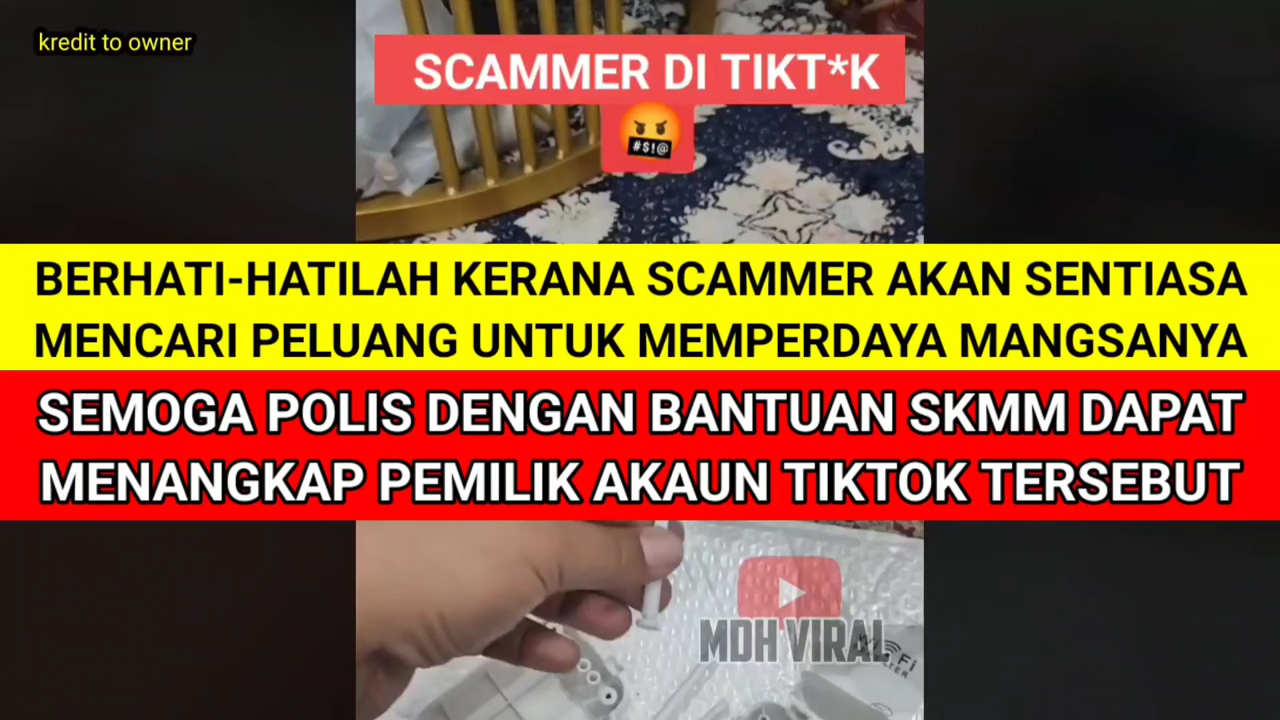 kredit to owner
SCAMMER DI TIKT*K
#$!@
BERHATI-HATILAH KERANA SCAMMER AKAN SENTIASA
MENCARI PELUANG UNTUK MEMPERDAYA MANGSANYA
SEMOGA POLIS DENGAN BANTUAN SKMM DAPAT
MENANGKAP PEMILIK AKAUN TIKTOK TERSEBUT
MDH VIRAL